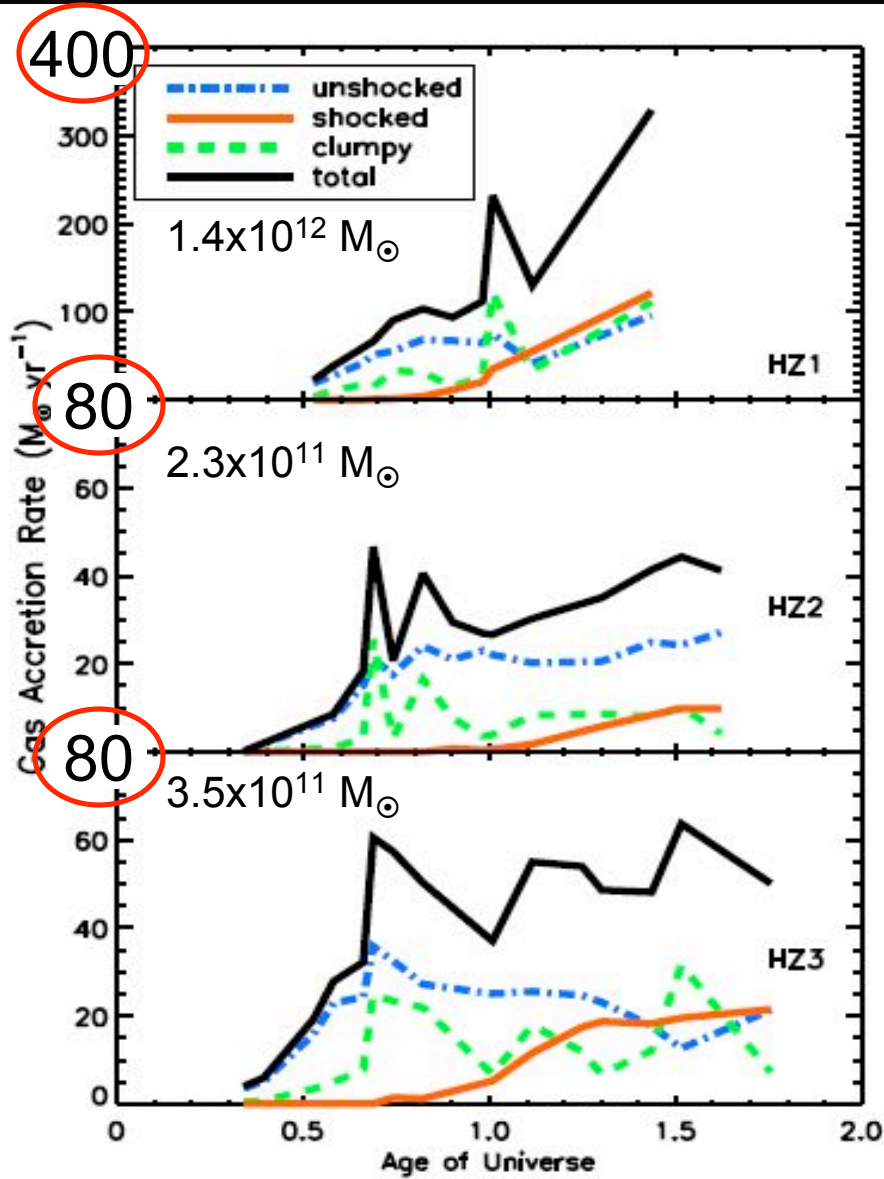 400
300
200
100
unshocked
shocked
clumpy
total
1.4x10¹² M☉
HZ1
80
60
40
20
2.3x10¹¹ M☉
HZ2
80
60
40
20
0
3.5x10¹¹ M☉
HZ3
Gas Accretion Rate (M☉ yr⁻¹)
0 0.5 1.0 1.5 2.0
Age of Universe